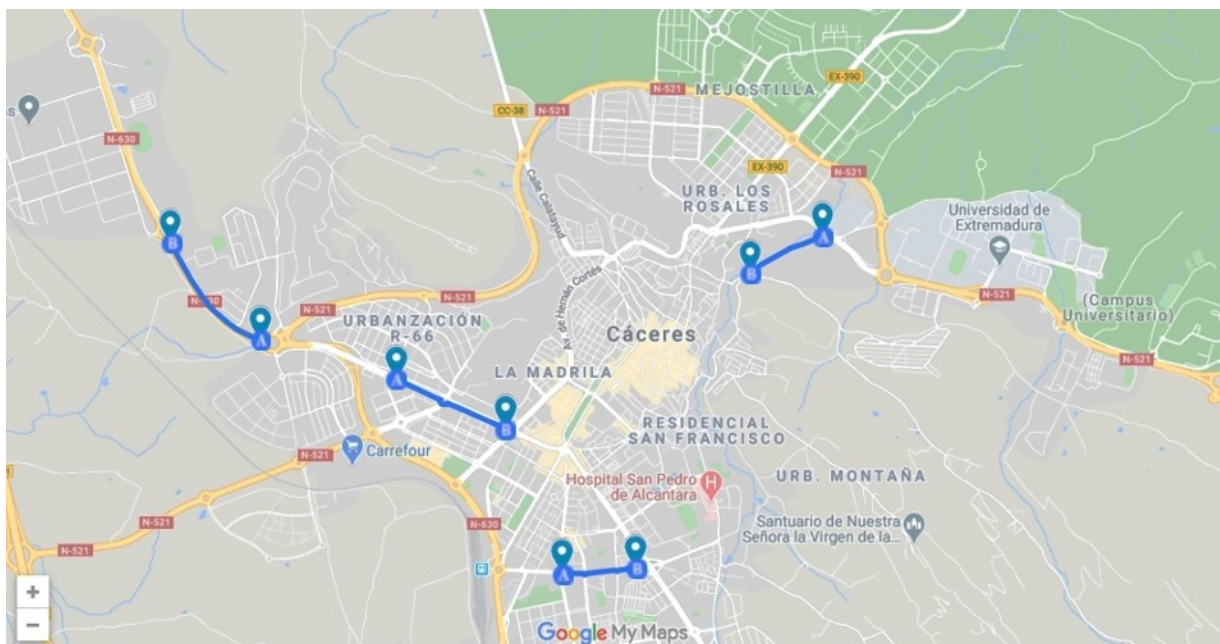 MEJOSTILLA
EX-390
N-521
N-521
CC-38
N-630
s
EX-390
N-521
URB. LOS
ROSALES
Calle Calatayud
Universidad de
Extremadura
B
A
B
Av. de Hernán Cortés
N-521
N-521
(Campus
Universitario)
N-630
N-521
URBANZACIÓN
R-66
Cáceres
A
N-521
LA MADRILA
A
RESIDENCIAL
SAN FRANCISCO
B
Carrefour
N-521
Hospital San Pedro
de Alcantara
H
URB. MONTAÑA
N-521
N-630
Santuario de Nuestra
Señora la Virgen de la...
N-521
A
B
+
−
Google My Maps